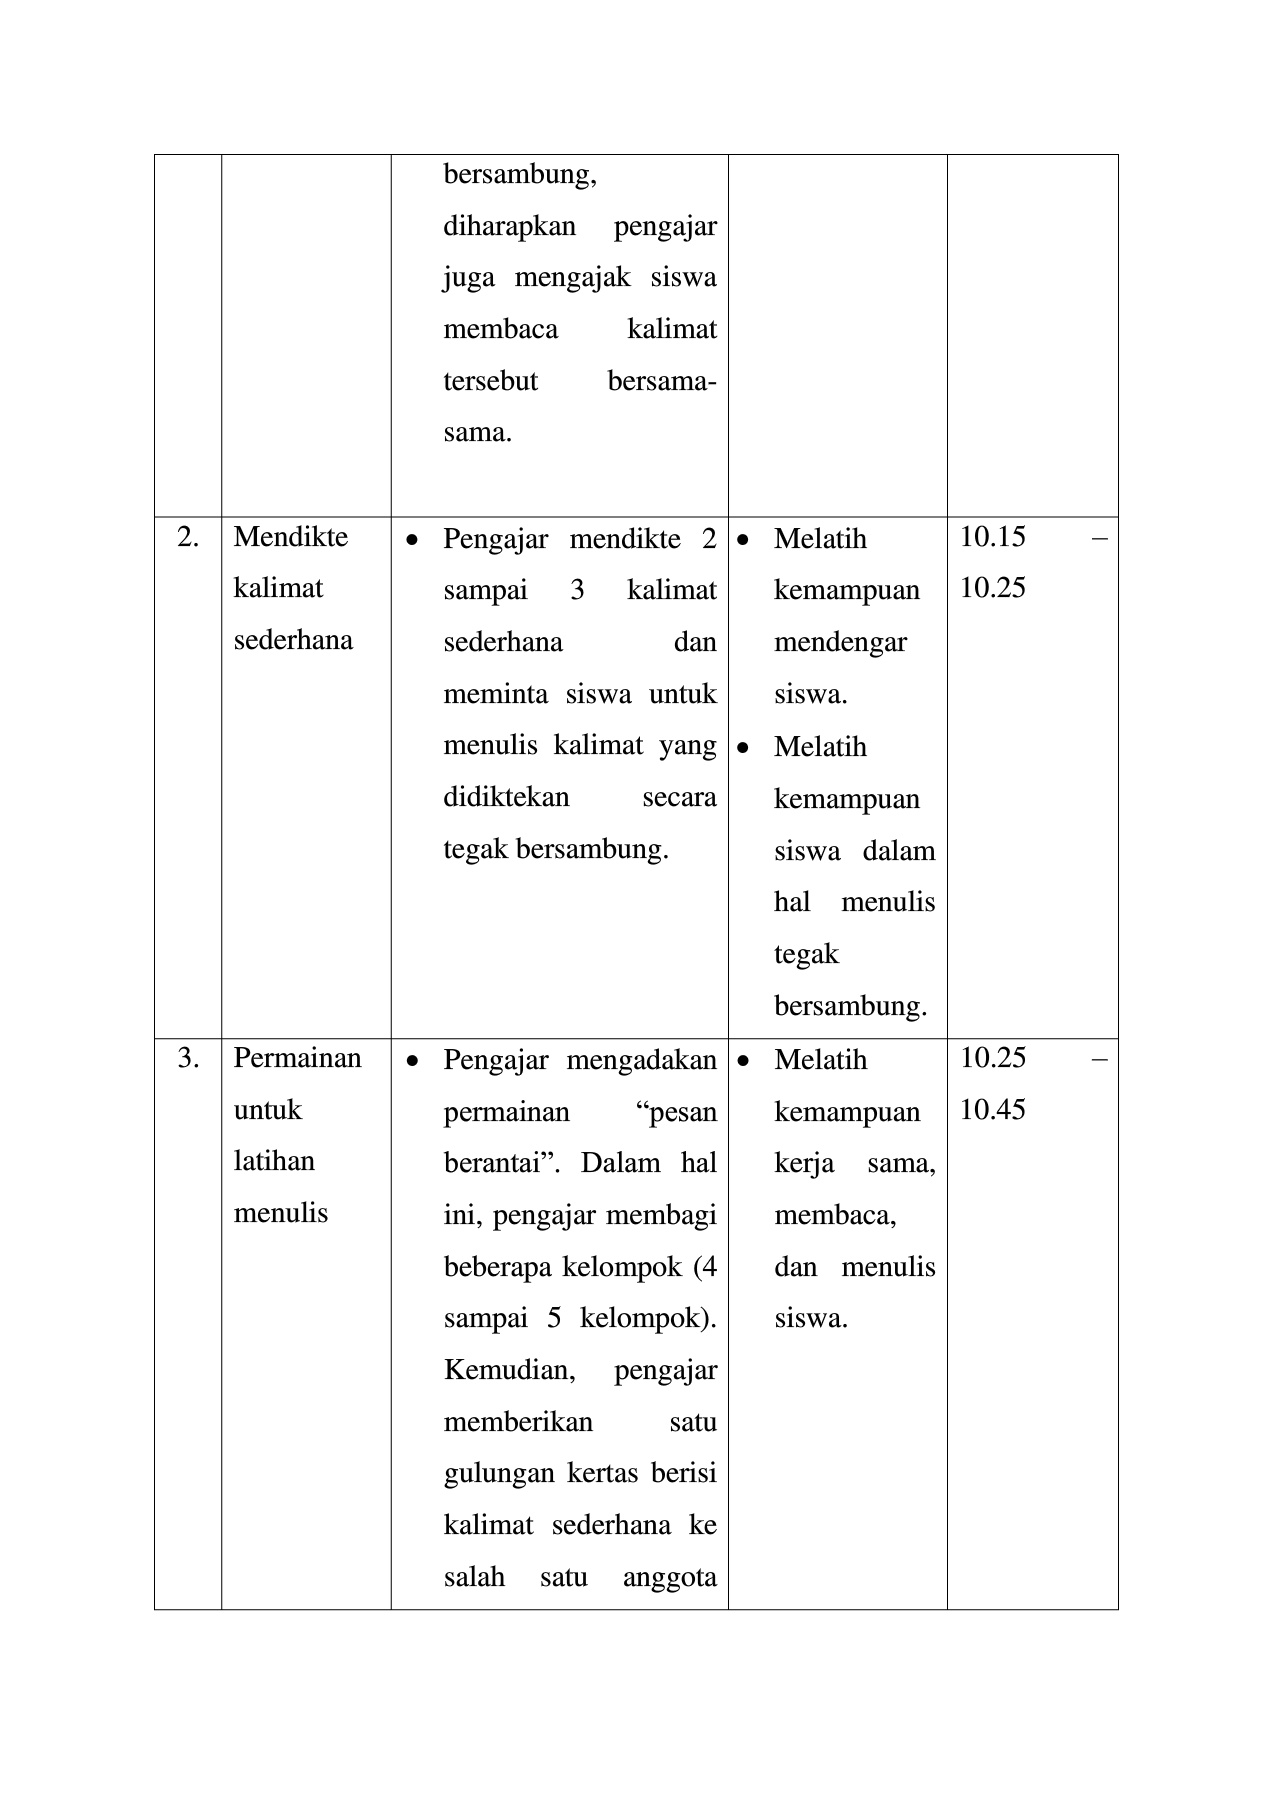 bersambung,
diharapkan pengajar
juga mengajak siswa
membaca kalimat
tersebut bersama-
sama.
2.
Mendikte
kalimat
sederhana
● Pengajar mendikte 2
sampai 3 kalimat
sederhana dan
meminta siswa untuk
menulis kalimat yang
didiktekan secara
tegak bersambung.
● Melatih
kemampuan
mendengar
siswa.
● Melatih
kemampuan
siswa dalam
hal menulis
tegak
bersambung.
10.15 –
10.25
3.
Permainan
untuk
latihan
menulis
● Pengajar mengadakan
permainan “pesan
berantai”. Dalam hal
ini, pengajar membagi
beberapa kelompok (4
sampai 5 kelompok).
Kemudian, pengajar
memberikan satu
gulungan kertas berisi
kalimat sederhana ke
salah satu anggota
● Melatih
kemampuan
kerja sama,
membaca,
dan menulis
siswa.
10.25 –
10.45